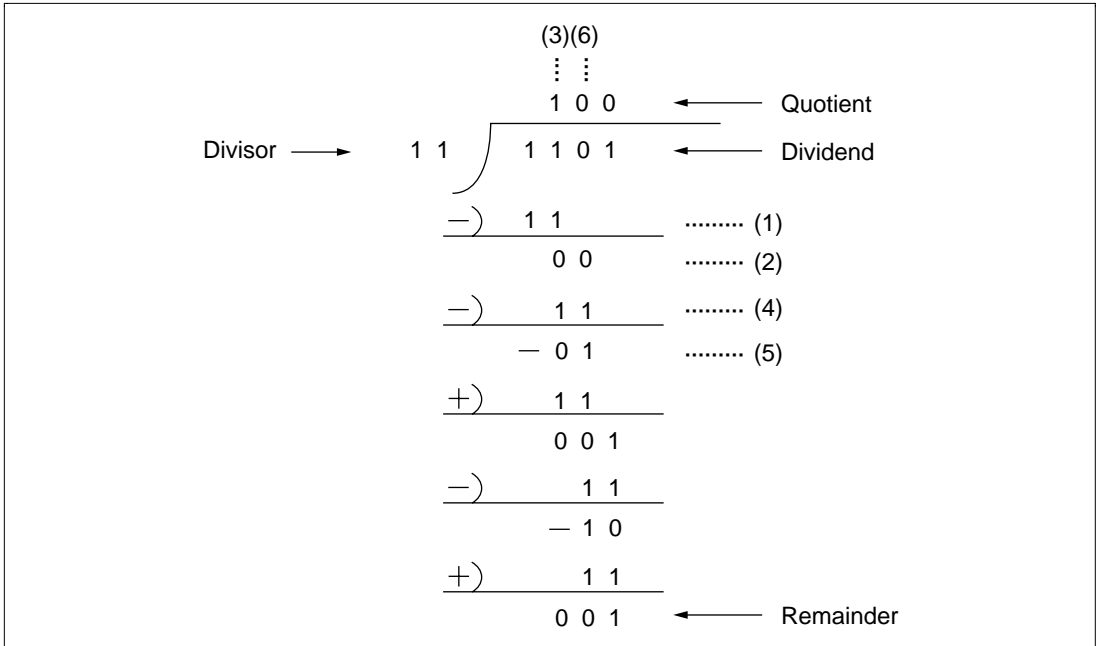 (3)(6)
1 0 0 Quotient
Divisor 1 1 1 1 0 1 Dividend
−) 1 1 ......... (1)
0 0 ......... (2)
−) 1 1 ......... (4)
− 0 1 ......... (5)
+) 1 1
0 0 1
−) 1 1
− 1 0
+) 1 1
0 0 1 Remainder